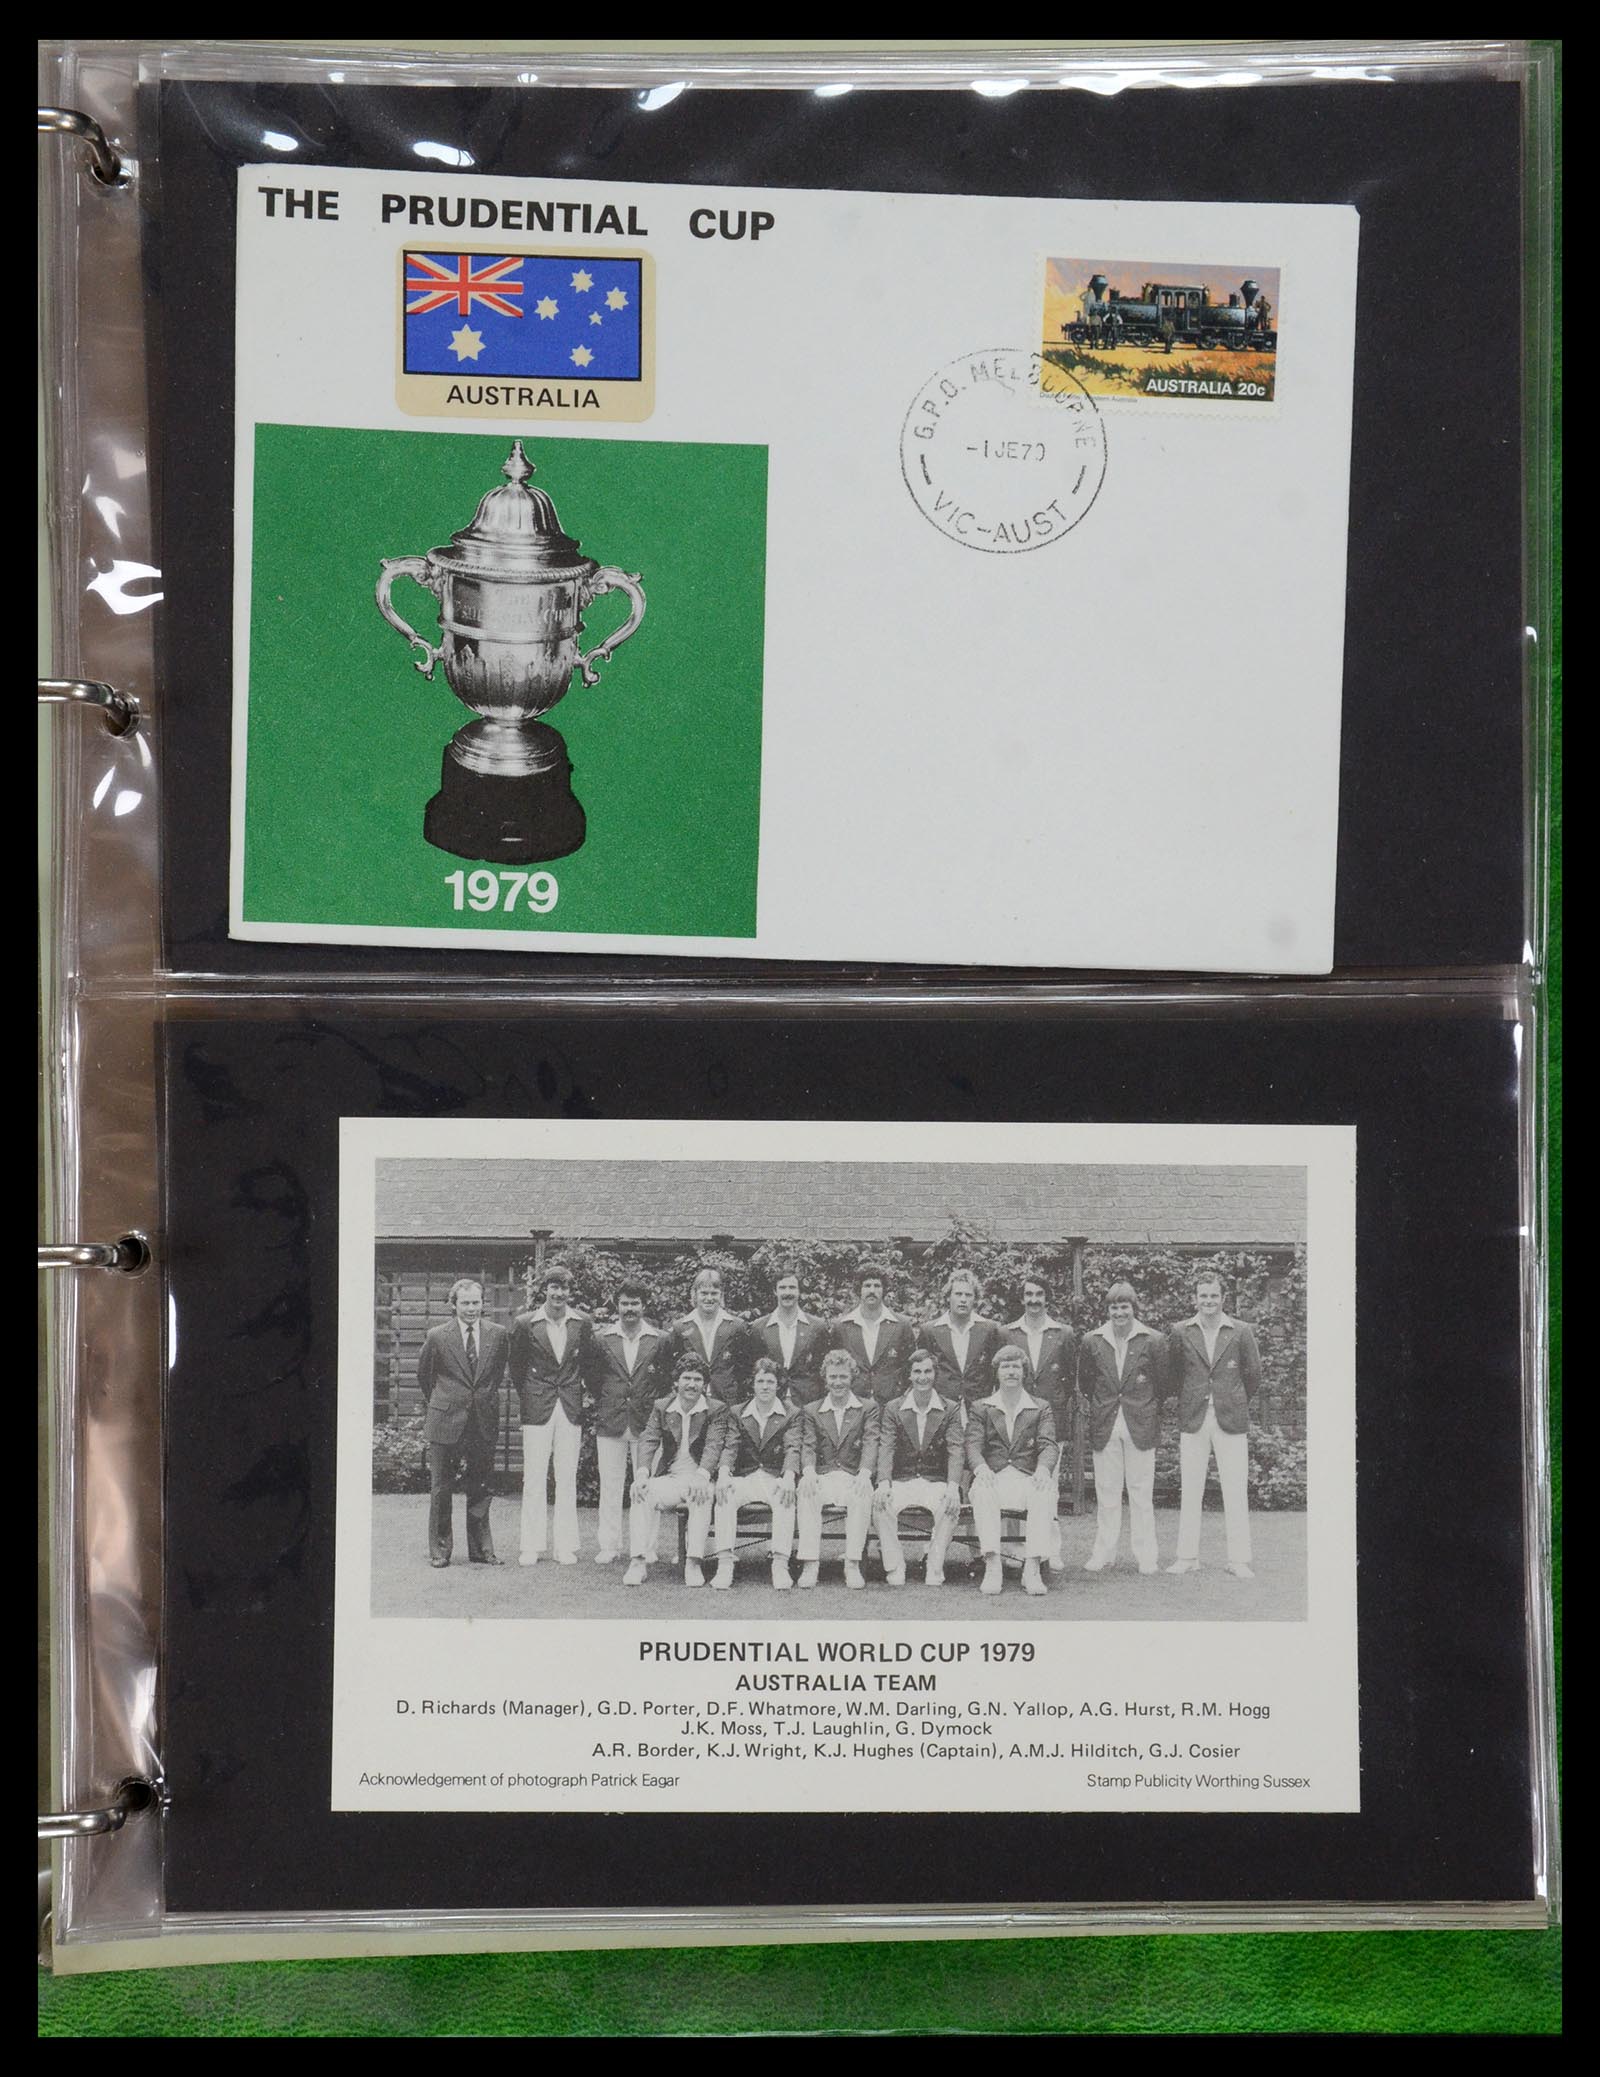 THE PRUDENTIAL CUP
AUSTRALIA
AUSTRALIA 20c
G.P.O. MELBOURNE
-1JE79
VIC-AUST
1979
PRUDENTIAL WORLD CUP 1979
AUSTRALIA TEAM
D. Richards (Manager), G.D. Porter, D.F. Whatmore, W.M. Darling, G.N. Yallop, A.G. Hurst, R.M. Hogg
J.K. Moss, T.J. Laughlin, G. Dymock
A.R. Border, K.J. Wright, K.J. Hughes (Captain), A.M.J. Hilditch, G.J. Cosier
Acknowledgement of photograph Patrick Eagar
Stamp Publicity Worthing Sussex